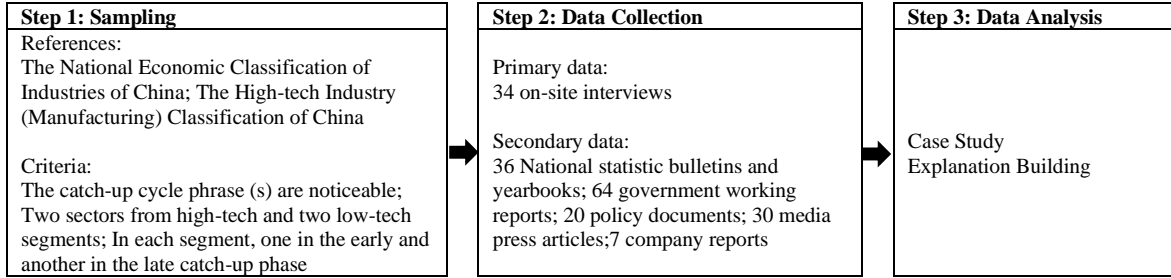 Step 1: Sampling
References:
The National Economic Classification of
Industries of China; The High-tech Industry
(Manufacturing) Classification of China
Criteria:
The catch-up cycle phrase (s) are noticeable;
Two sectors from high-tech and two low-tech
segments; In each segment, one in the early and
another in the late catch-up phase
Step 2: Data Collection
Primary data:
34 on-site interviews
Secondary data:
36 National statistic bulletins and
yearbooks; 64 government working
reports; 20 policy documents; 30 media
press articles;7 company reports
Step 3: Data Analysis
Case Study
Explanation Building